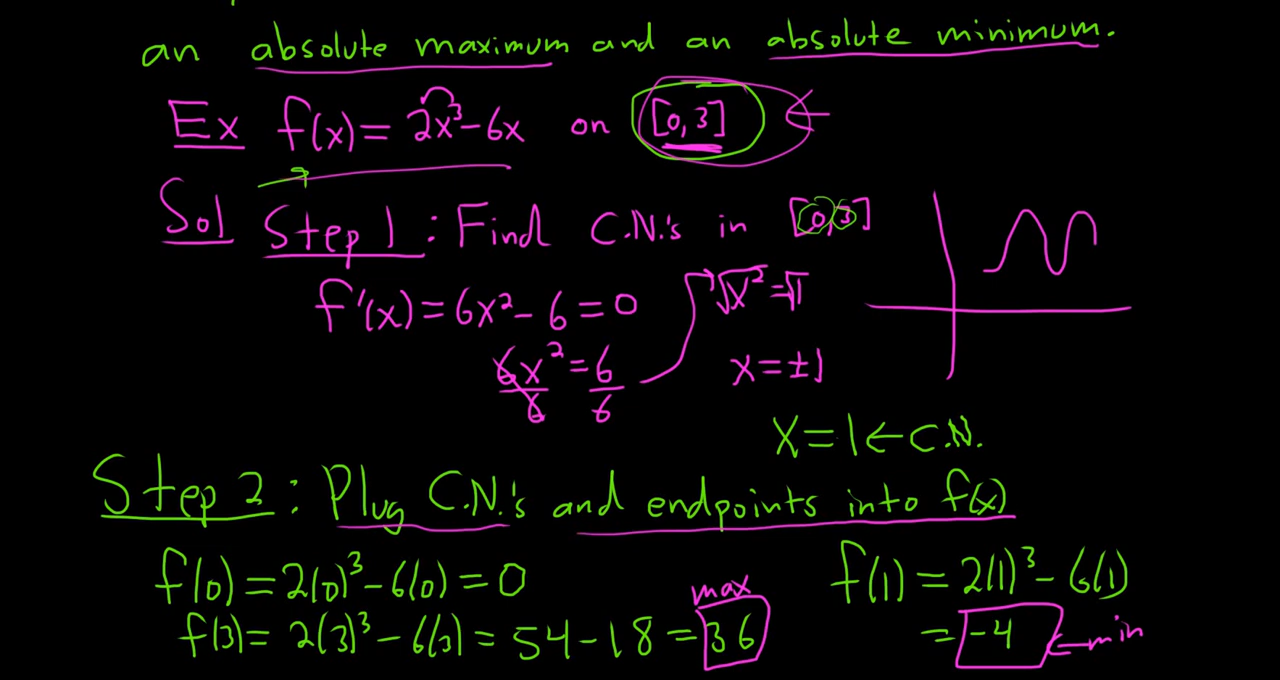 an absolute maximum and an absolute minimum.
Ex f(x) = 2x³-6x on [0,3] ←
Sol Step 1: Find C.N.'s in [0,3]
f'(x) = 6x² - 6 = 0
6x² = 6
6 6
√x² = √1
x = ±1
x = 1 ← C.N.
Step 2: Plug C.N.'s and endpoints into f(x)
f(0) = 2(0)³ - 6(0) = 0
f(3) = 2(3)³ - 6(3) = 54 - 18 = 36
max
f(1) = 2(1)³ - 6(1)
= -4 ← min